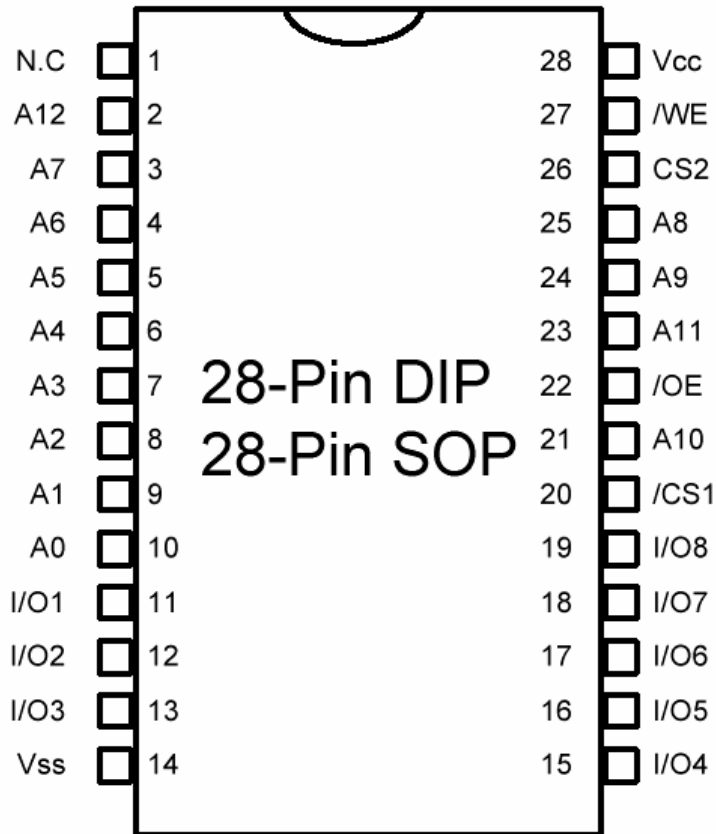 N.C 1 28 Vcc
A12 2 27 /WE
A7 3 26 CS2
A6 4 25 A8
A5 5 24 A9
A4 6 23 A11
A3 7 28-Pin DIP 22 /OE
A2 8 28-Pin SOP 21 A10
A1 9 20 /CS1
A0 10 19 I/O8
I/O1 11 18 I/O7
I/O2 12 17 I/O6
I/O3 13 16 I/O5
Vss 14 15 I/O4